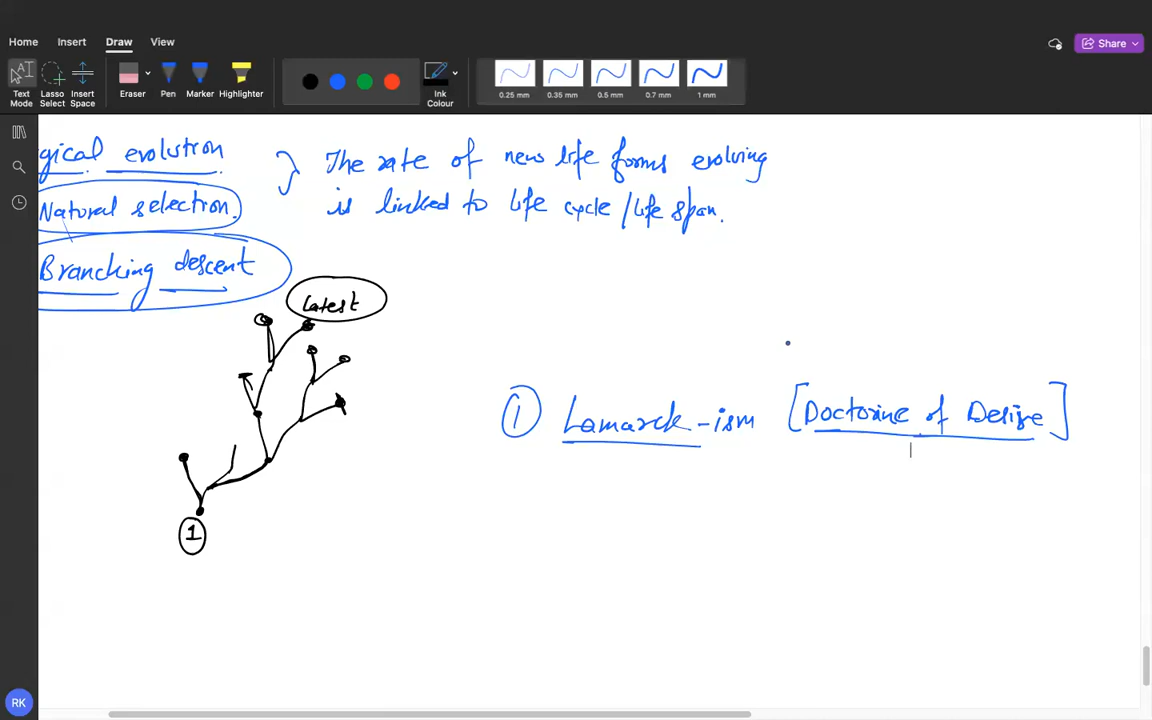 Home Insert Draw View
Share
Text Mode
Lasso Select
Insert Space
Eraser
Pen
Marker
Highlighter
Ink Colour
0.25 mm
0.35 mm
0.5 mm
0.7 mm
1 mm
gical evolution
The rate of new life forms evolving
is linked to life cycle/life span.
Natural selection.
Branching descent
Latest
① Lamarck-ism [Doctorine of Desire]
1
RK